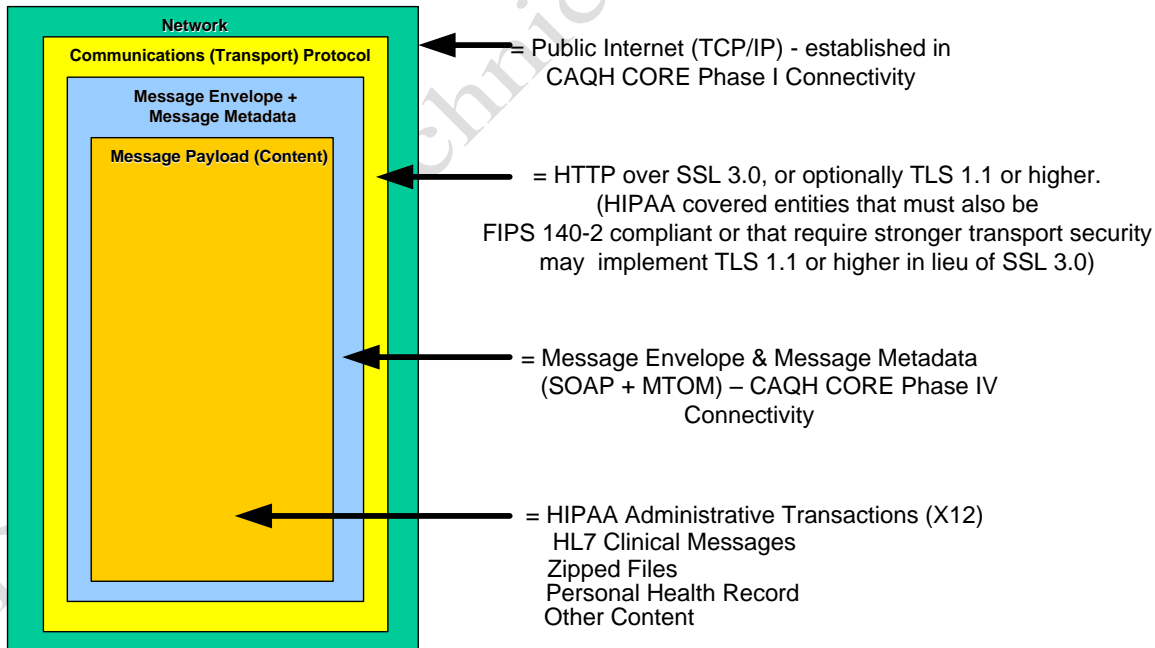 Network
Communications (Transport) Protocol
Message Envelope +
Message Metadata
Message Payload (Content)
= Public Internet (TCP/IP) - established in
CAQH CORE Phase I Connectivity
= HTTP over SSL 3.0, or optionally TLS 1.1 or higher.
(HIPAA covered entities that must also be
FIPS 140-2 compliant or that require stronger transport security
may implement TLS 1.1 or higher in lieu of SSL 3.0)
= Message Envelope & Message Metadata
(SOAP + MTOM) – CAQH CORE Phase IV
Connectivity
= HIPAA Administrative Transactions (X12)
HL7 Clinical Messages
Zipped Files
Personal Health Record
Other Content